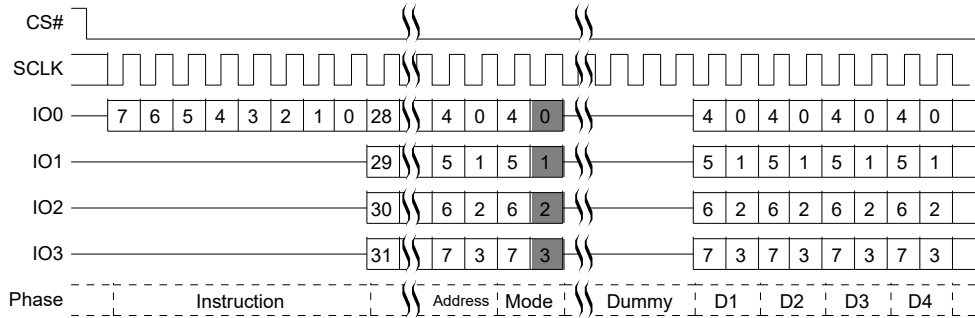 CS#
SCLK
IO0 7 6 5 4 3 2 1 0 28 4 0 4 0 4 0 4 0 4 0 4 0
IO1 29 5 1 5 1 5 1 5 1 5 1 5 1
IO2 30 6 2 6 2 6 2 6 2 6 2 6 2
IO3 31 7 3 7 3 7 3 7 3 7 3 7 3
Phase Instruction Address Mode Dummy D1 D2 D3 D4